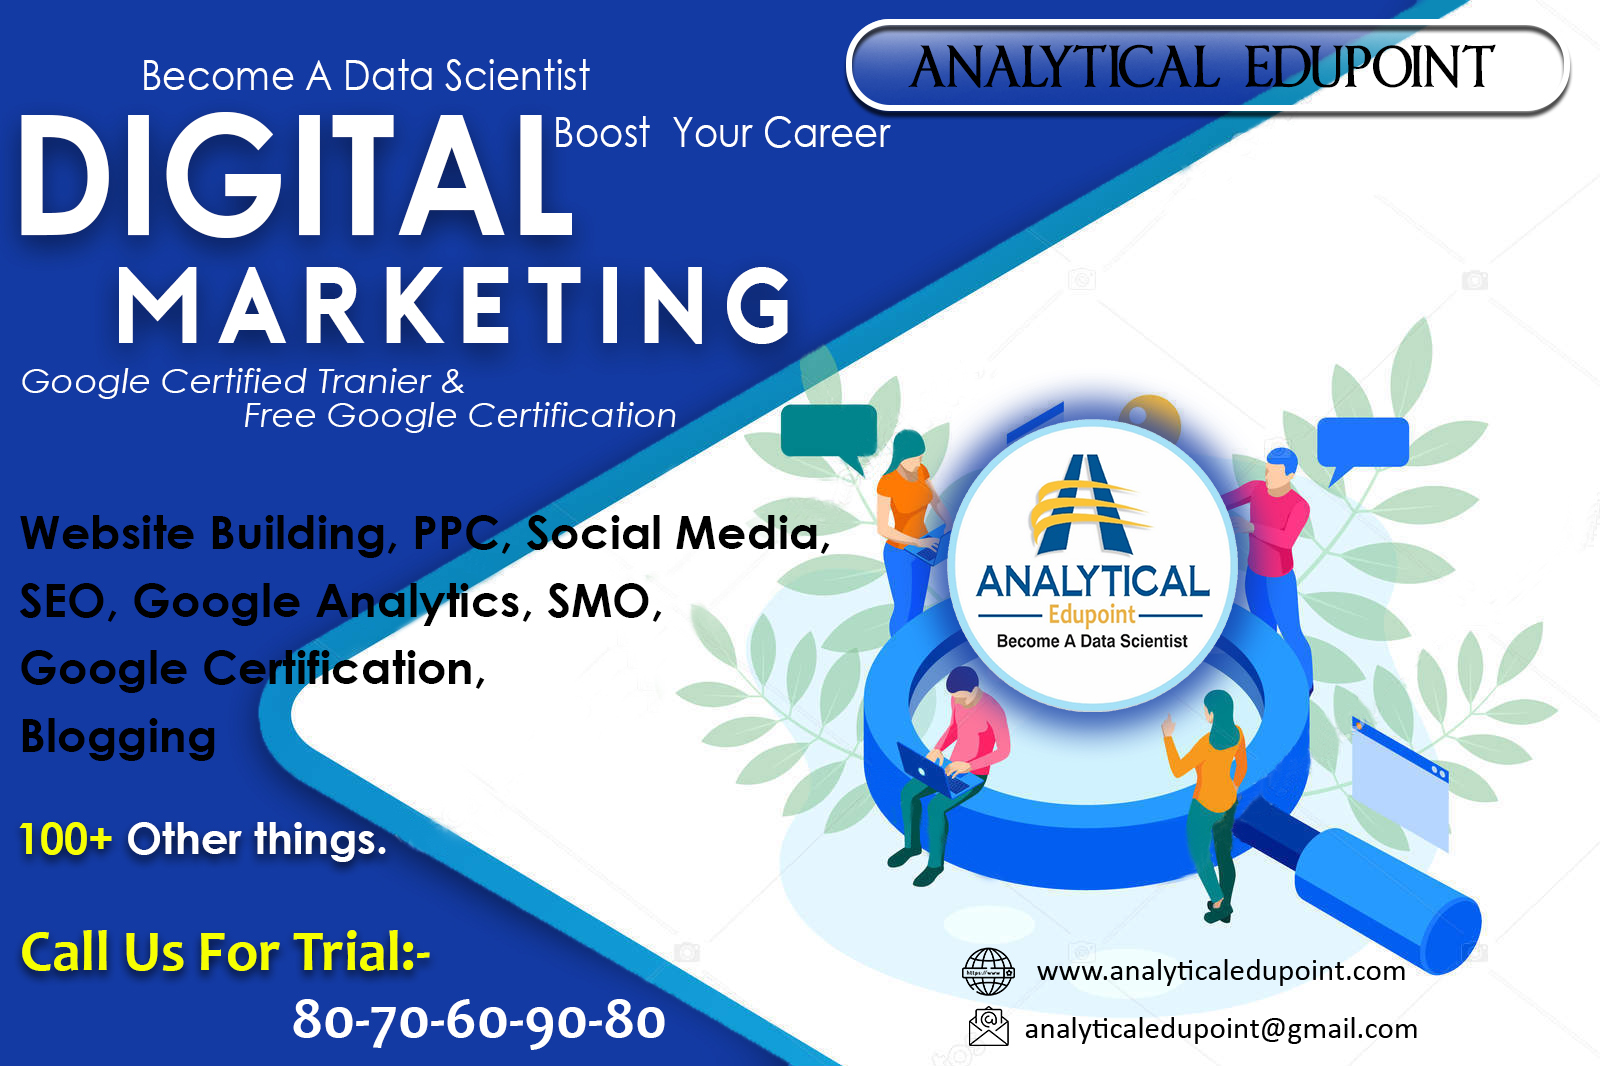 Become A Data Scientist
ANALYTICAL EDUPOINT
DIGITAL
Boost Your Career
MARKETING
Google Certified Tranier &
Free Google Certification
Website Building, PPC, Social Media,
SEO, Google Analytics, SMO,
Google Certification,
Blogging
100+ Other things.
Call Us For Trial:-
80-70-60-90-80
ANALYTICAL
Edupoint
Become A Data Scientist
https://www
www.analyticaledupoint.com
analyticaledupoint@gmail.com